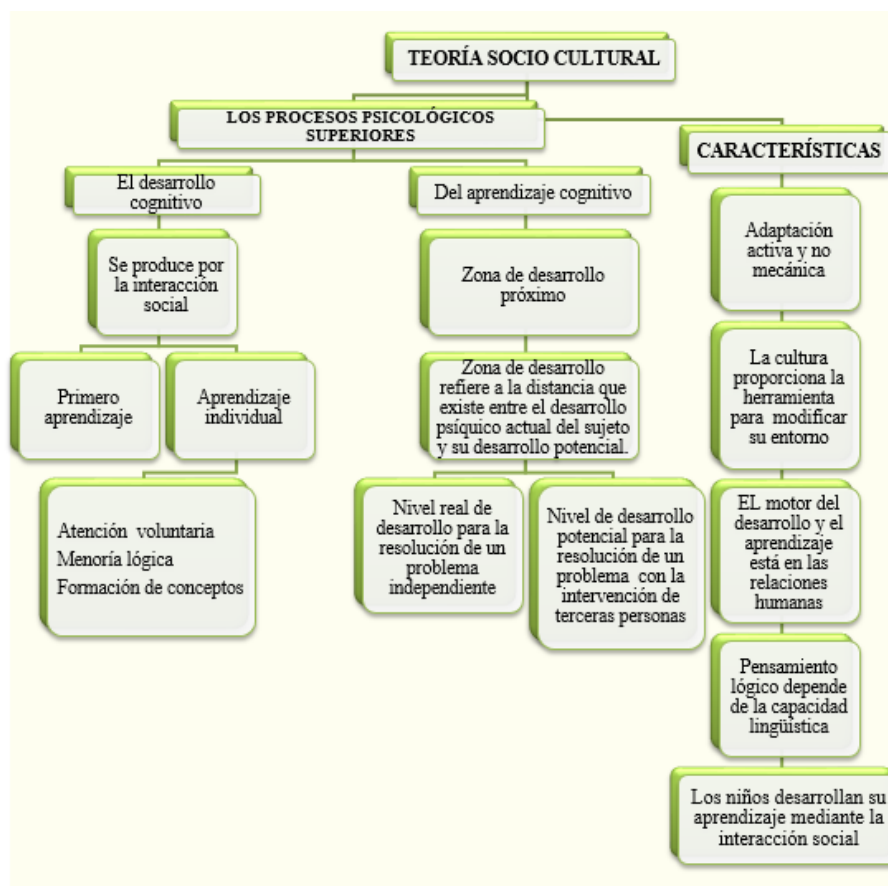 TEORÍA SOCIO CULTURAL
LOS PROCESOS PSICOLÓGICOS
SUPERIORES
CARACTERÍSTICAS
El desarrollo
cognitivo
Del aprendizaje cognitivo
Se produce por
la interacción
social
Zona de desarrollo
próximo
Adaptación
activa y no
mecánica
Primero
aprendizaje
Aprendizaje
individual
Zona de desarrollo
refiere a la distancia que
existe entre el desarrollo
psíquico actual del sujeto
y su desarrollo potencial.
La cultura
proporciona la
herramienta
para modificar
su entorno
Atención voluntaria
Menoría lógica
Formación de conceptos
Nivel real de
desarrollo para la
resolución de un
problema
independiente
Nivel de desarrollo
potencial para la
resolución de un
problema con la
intervención de
terceras personas
EL motor del
desarrollo y el
aprendizaje
está en las
relaciones
humanas
Pensamiento
lógico depende
de la capacidad
lingüística
Los niños desarrollan su
aprendizaje mediante la
interacción social